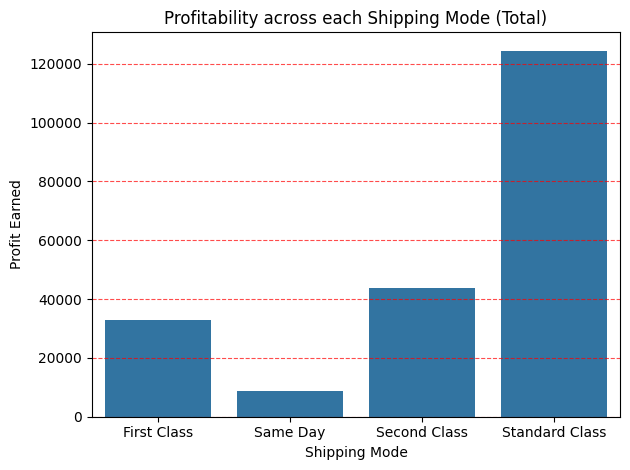 Profitability across each Shipping Mode (Total)
Profit Earned
120000
100000
80000
60000
40000
20000
0
First Class
Same Day
Second Class
Standard Class
Shipping Mode